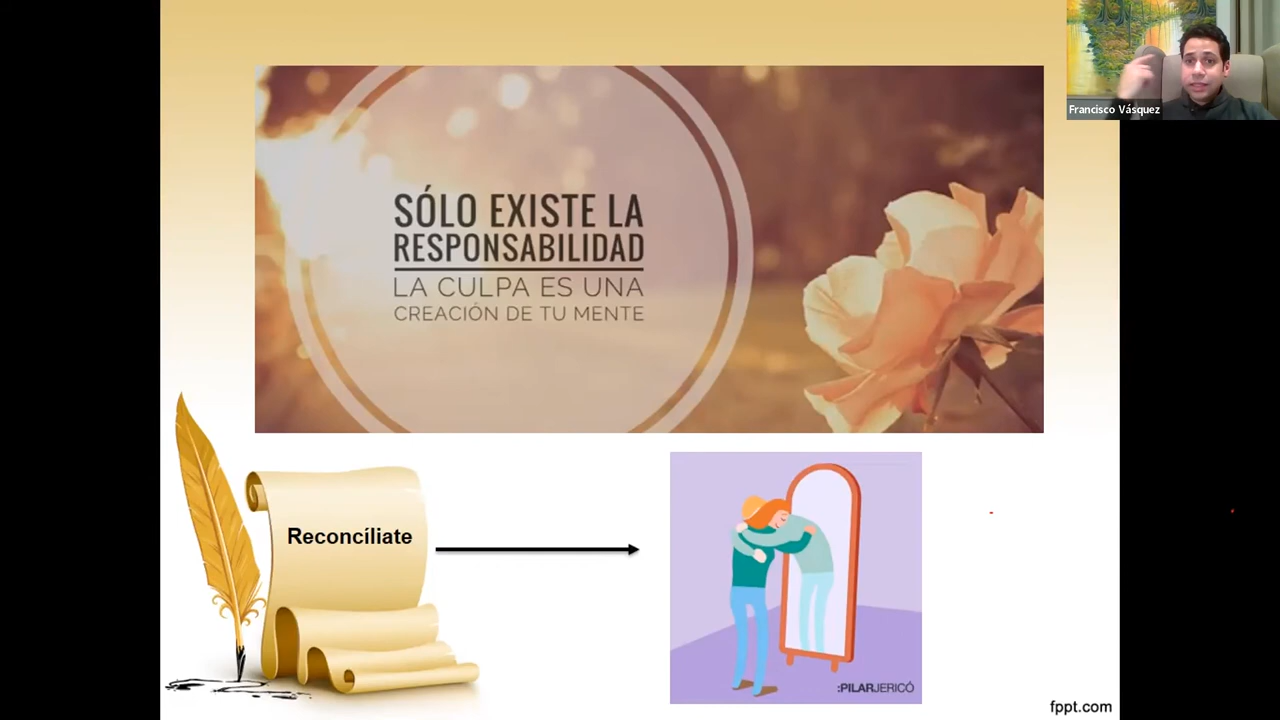 Francisco Vásquez
SÓLO EXISTE LA
RESPONSABILIDAD
LA CULPA ES UNA
CREACIÓN DE TU MENTE
Reconcíliate
:PILARJERICÓ
fppt.com